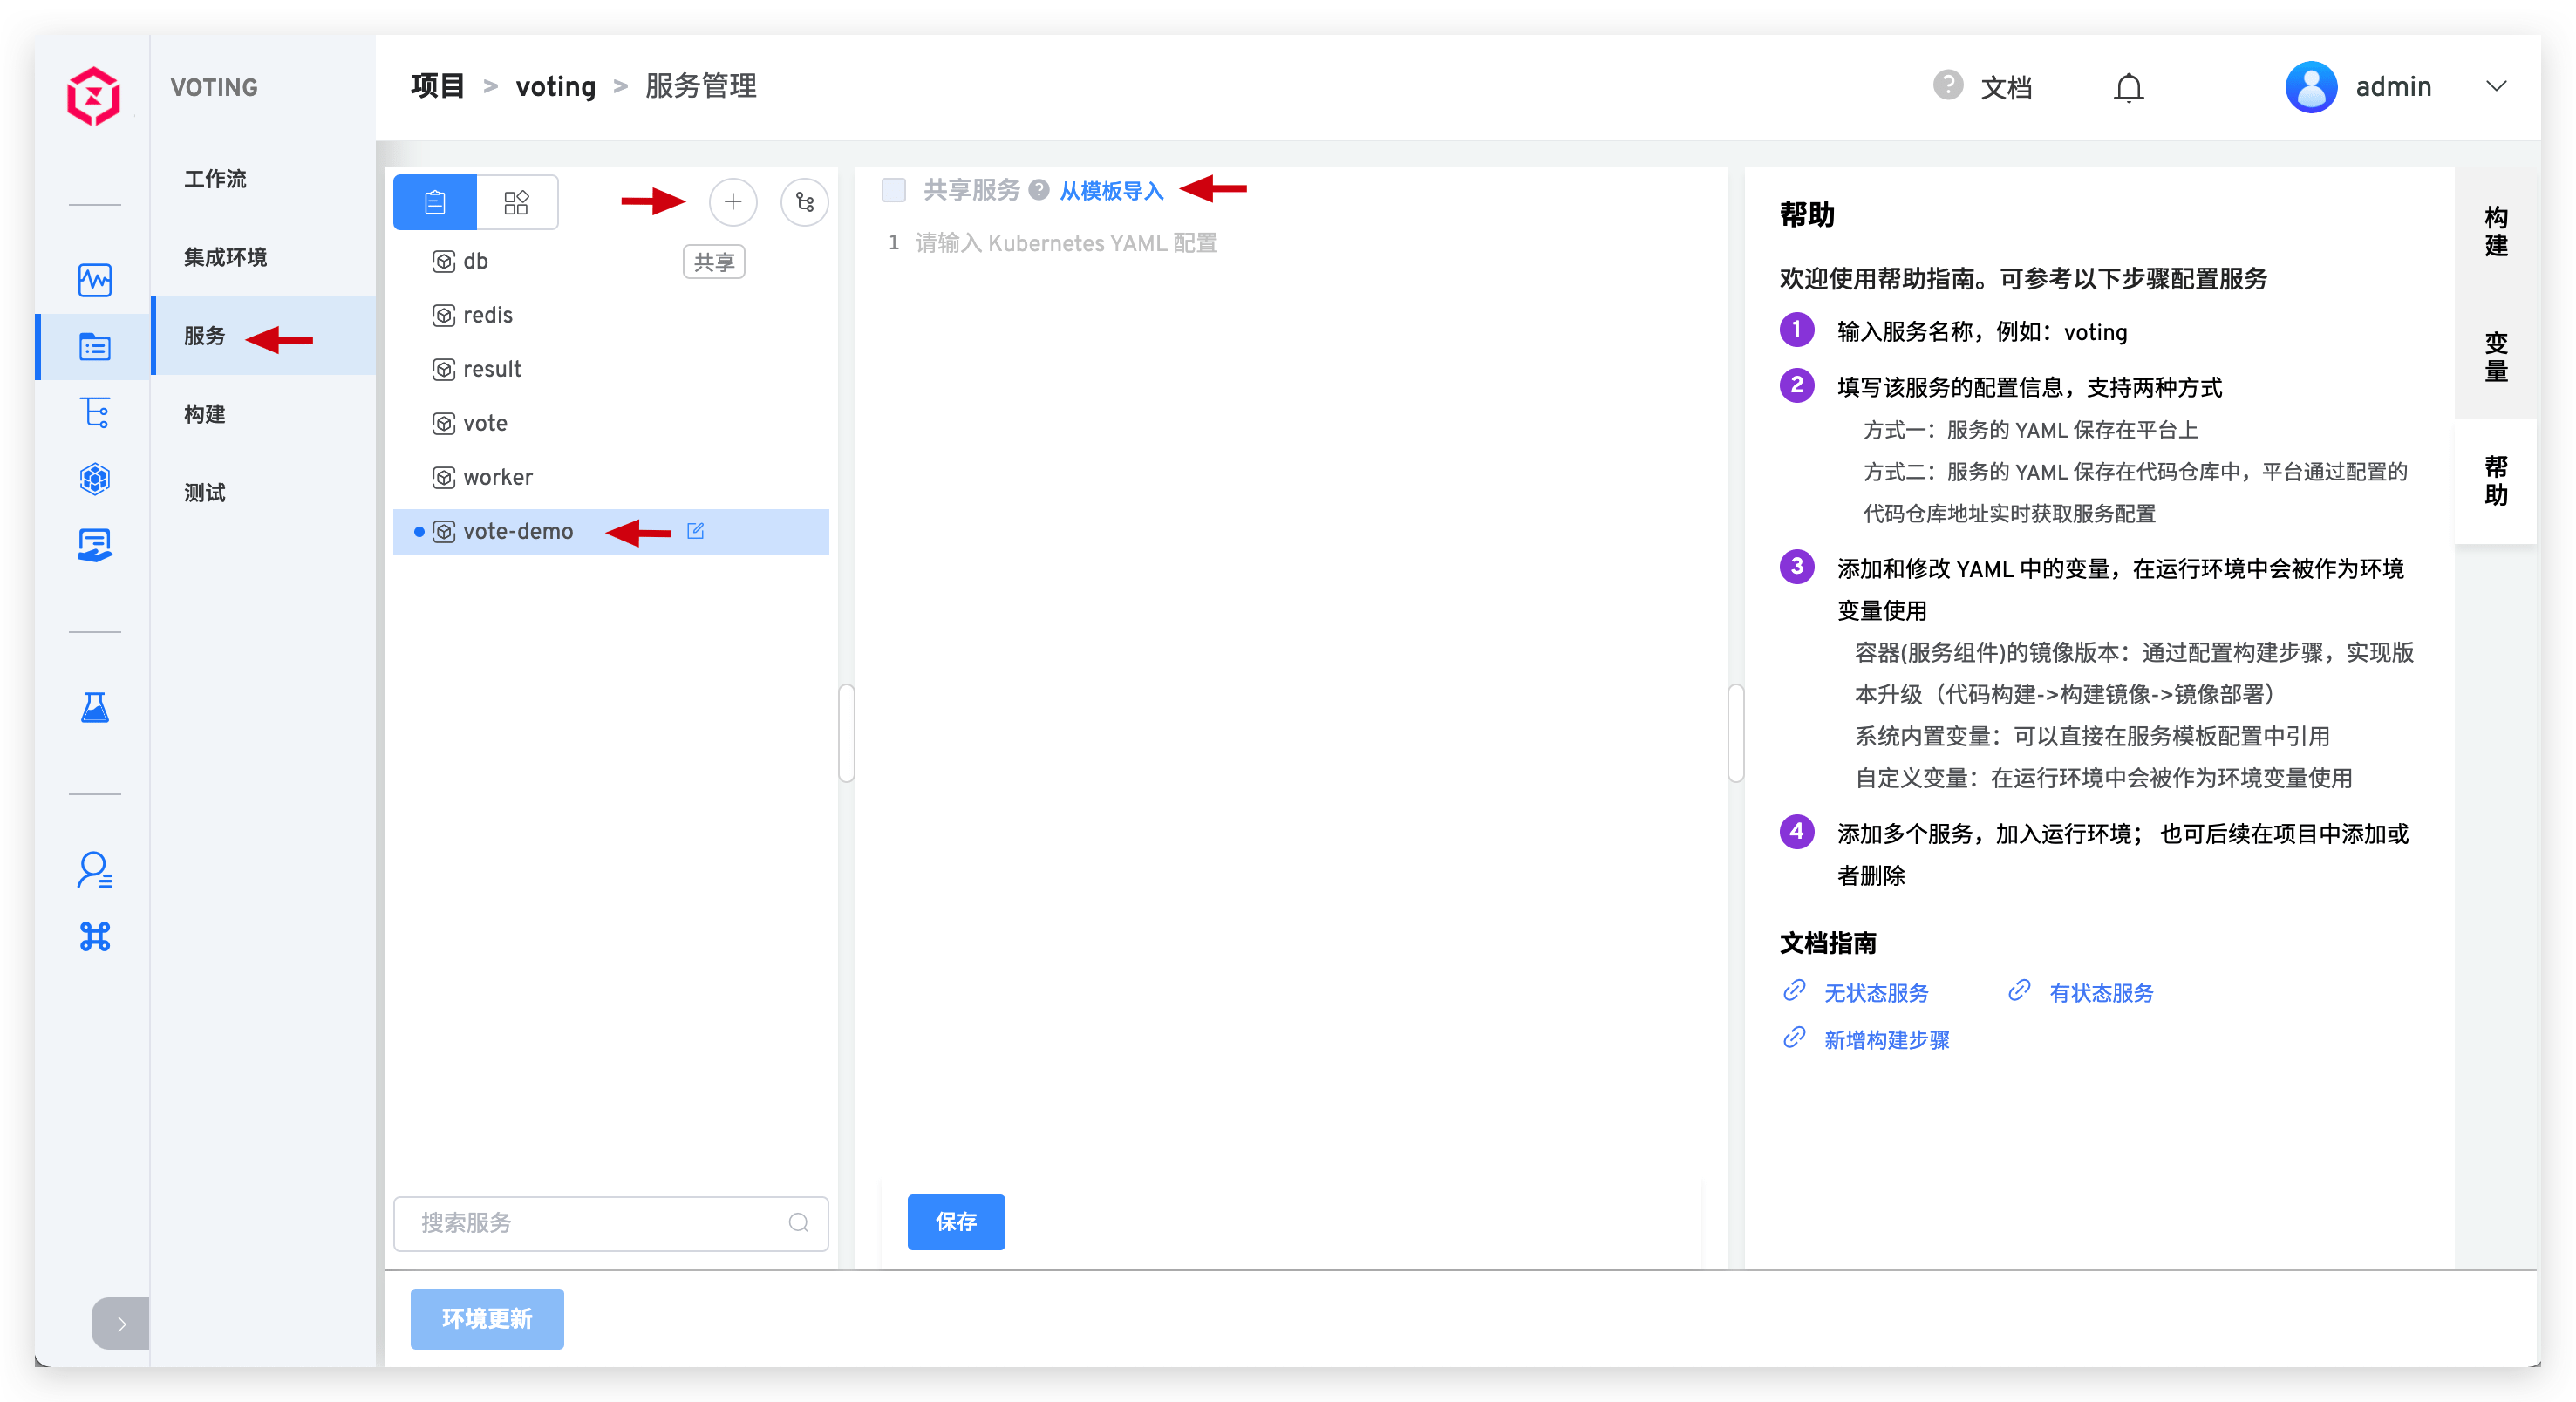 VOTING
工作流
集成环境
服务
构建
测试
项目 > voting > 服务管理
文档
admin
db
共享
redis
result
vote
worker
vote-demo
搜索服务
共享服务 ? 从模板导入
1 请输入 Kubernetes YAML 配置
保存
环境更新
帮助
欢迎使用帮助指南。可参考以下步骤配置服务
1 输入服务名称，例如：voting
2 填写该服务的配置信息，支持两种方式
方式一：服务的 YAML 保存在平台上
方式二：服务的 YAML 保存在代码仓库中，平台通过配置的
代码仓库地址实时获取服务配置
3 添加和修改 YAML 中的变量，在运行环境中会被作为环境
变量使用
容器(服务组件)的镜像版本：通过配置构建步骤，实现版
本升级（代码构建->构建镜像->镜像部署）
系统内置变量：可以直接在服务模板配置中引用
自定义变量：在运行环境中会被作为环境变量使用
4 添加多个服务，加入运行环境； 也可后续在项目中添加或
者删除
文档指南
无状态服务
有状态服务
新增构建步骤
构建
变量
帮助